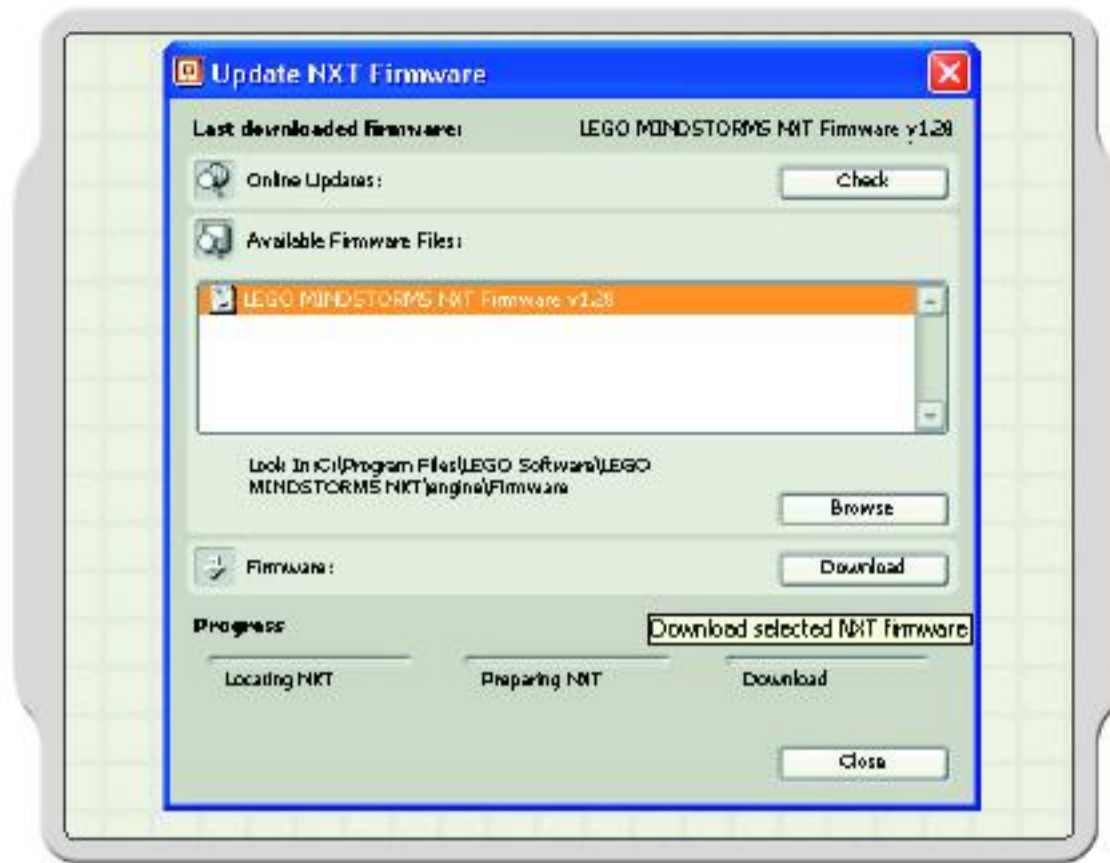 Update NXT Firmware
Last downloaded firmware: LEGO MINDSTORMS NXT Firmware v1.28
Online Updates: Check
Available Firmware Files:
LEGO MINDSTORMS NXT Firmware v1.28
Look In:C:\Program Files\LEGO Software\LEGO
MINDSTORMS NXT\engine\Firmware
Browse
Firmware: Download
Progress
Download selected NXT firmware
Locating NXT Preparing NXT Download
Close